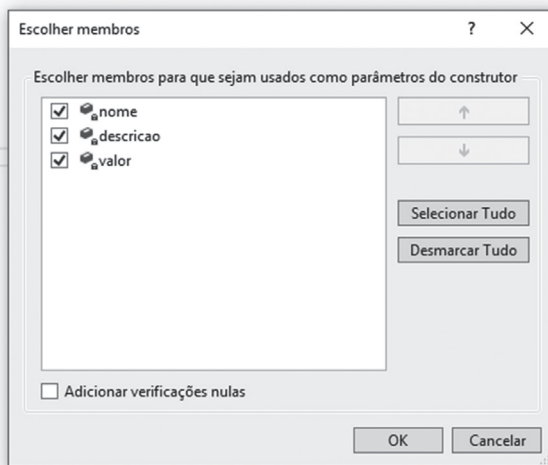 Escolher membros
? ×
Escolher membros para que sejam usados como parâmetros do construtor
nome
descricao
valor
Selecionar Tudo
Desmarcar Tudo
Adicionar verificações nulas
OK Cancelar